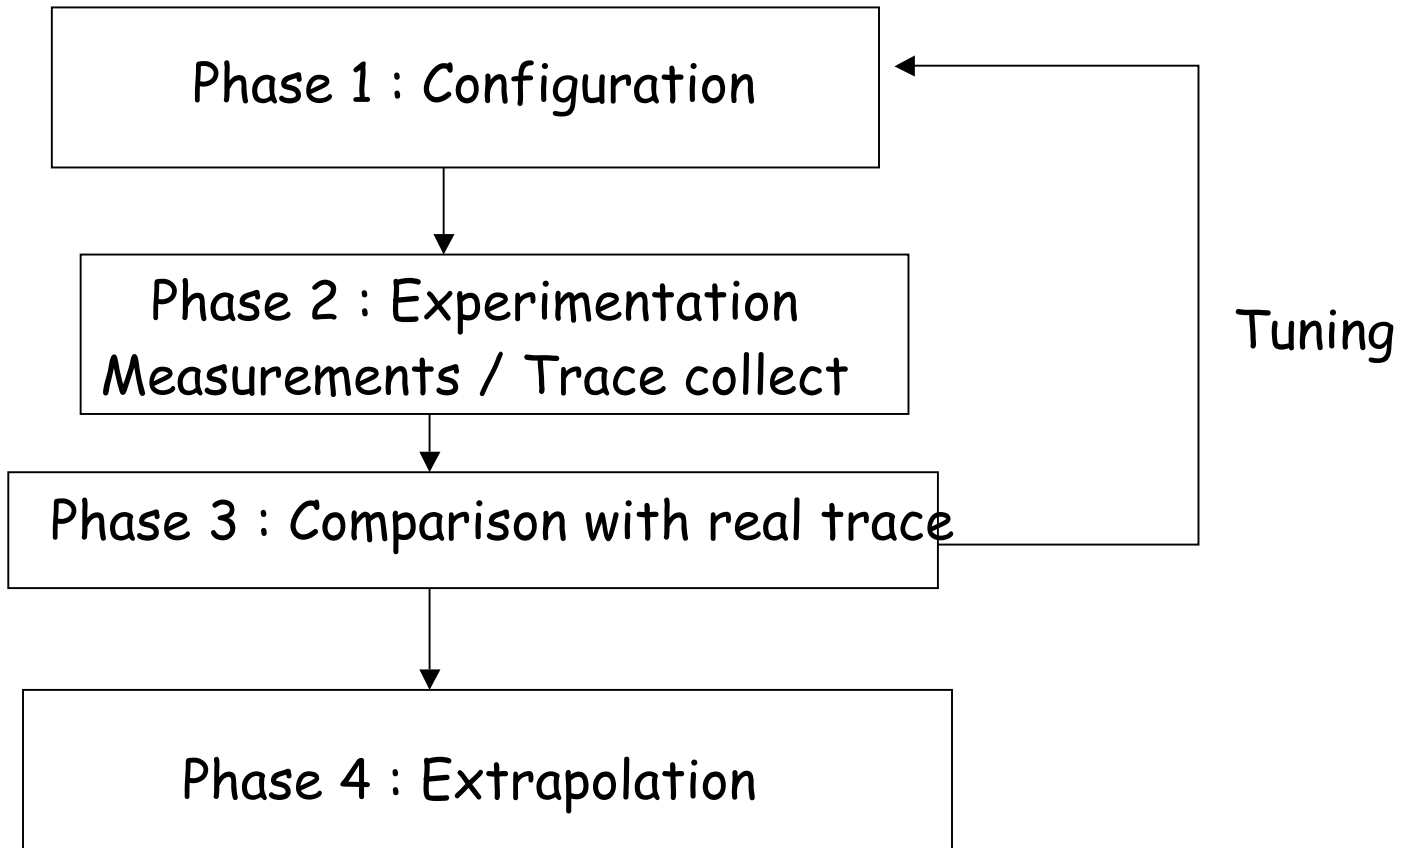 Phase 1 : Configuration
Phase 2 : Experimentation
Measurements / Trace collect
Tuning
Phase 3 : Comparison with real trace
Phase 4 : Extrapolation